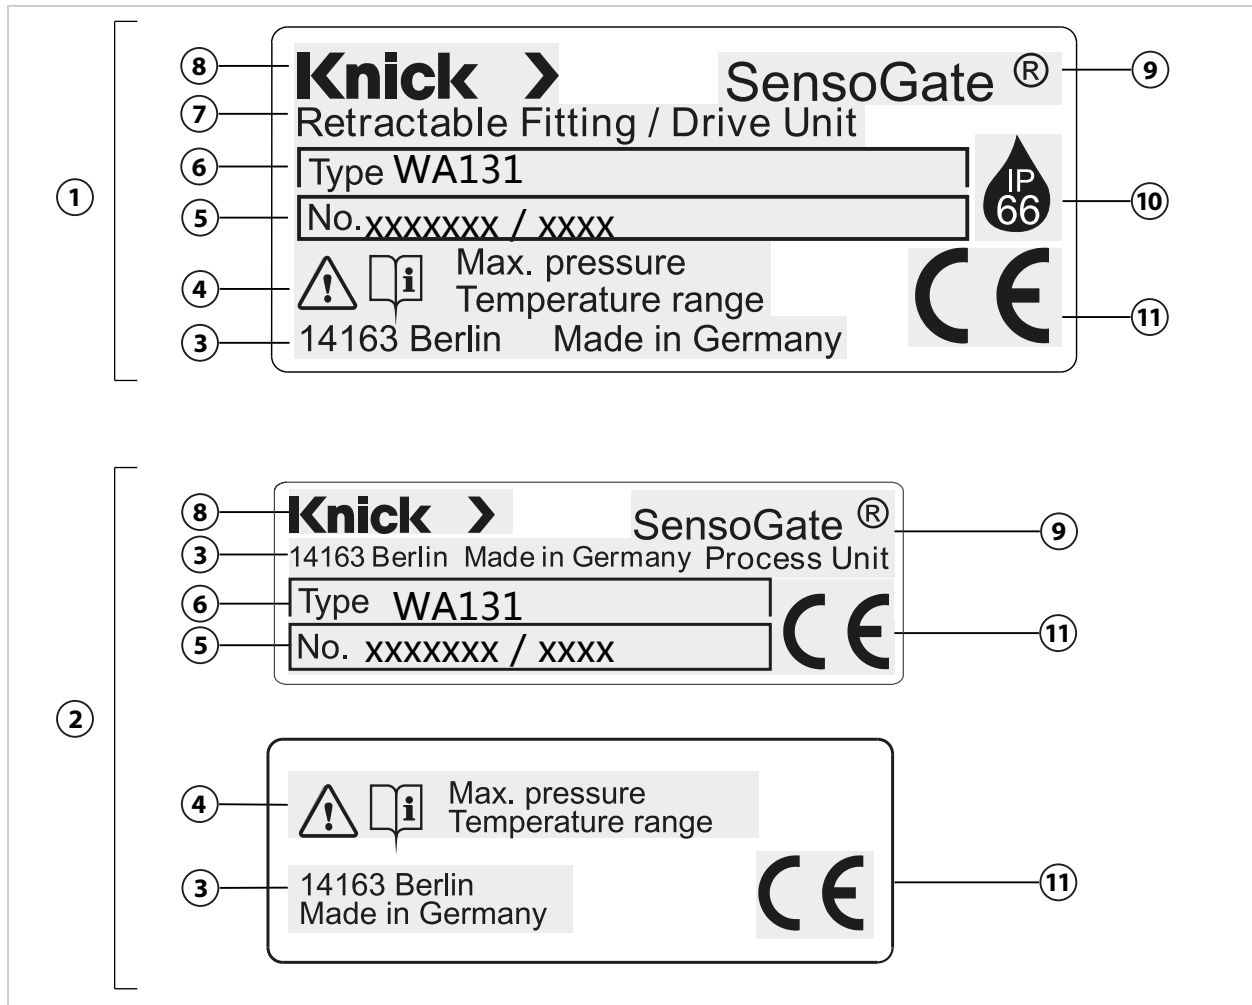 1
8 Knick > SensoGate ® 9
7 Retractable Fitting / Drive Unit
6 Type WA131
IP
66
10
5 No. xxxxxxx / xxxx
4 Max. pressure
Temperature range
i
11
CE
3 14163 Berlin Made in Germany
2
8 Knick > SensoGate ® 9
3 14163 Berlin Made in Germany Process Unit
6 Type WA131
CE 11
5 No. xxxxxxx / xxxx
4 i Max. pressure
Temperature range
3 14163 Berlin
Made in Germany
CE 11